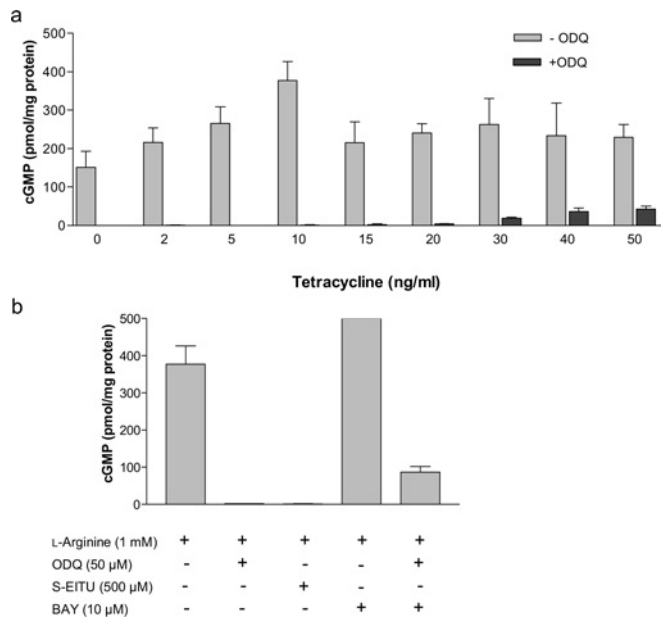 a
500
400
300
200
100
0
cGMP (pmol/mg protein)
- ODQ
+ODQ
0 2 5 10 15 20 30 40 50
Tetracycline (ng/ml)
b
500
400
300
200
100
0
cGMP (pmol/mg protein)
L-Arginine (1 mM) + + + + +
ODQ (50 µM) - + - - +
S-EITU (500 µM) - - + - -
BAY (10 µM) - - - + +